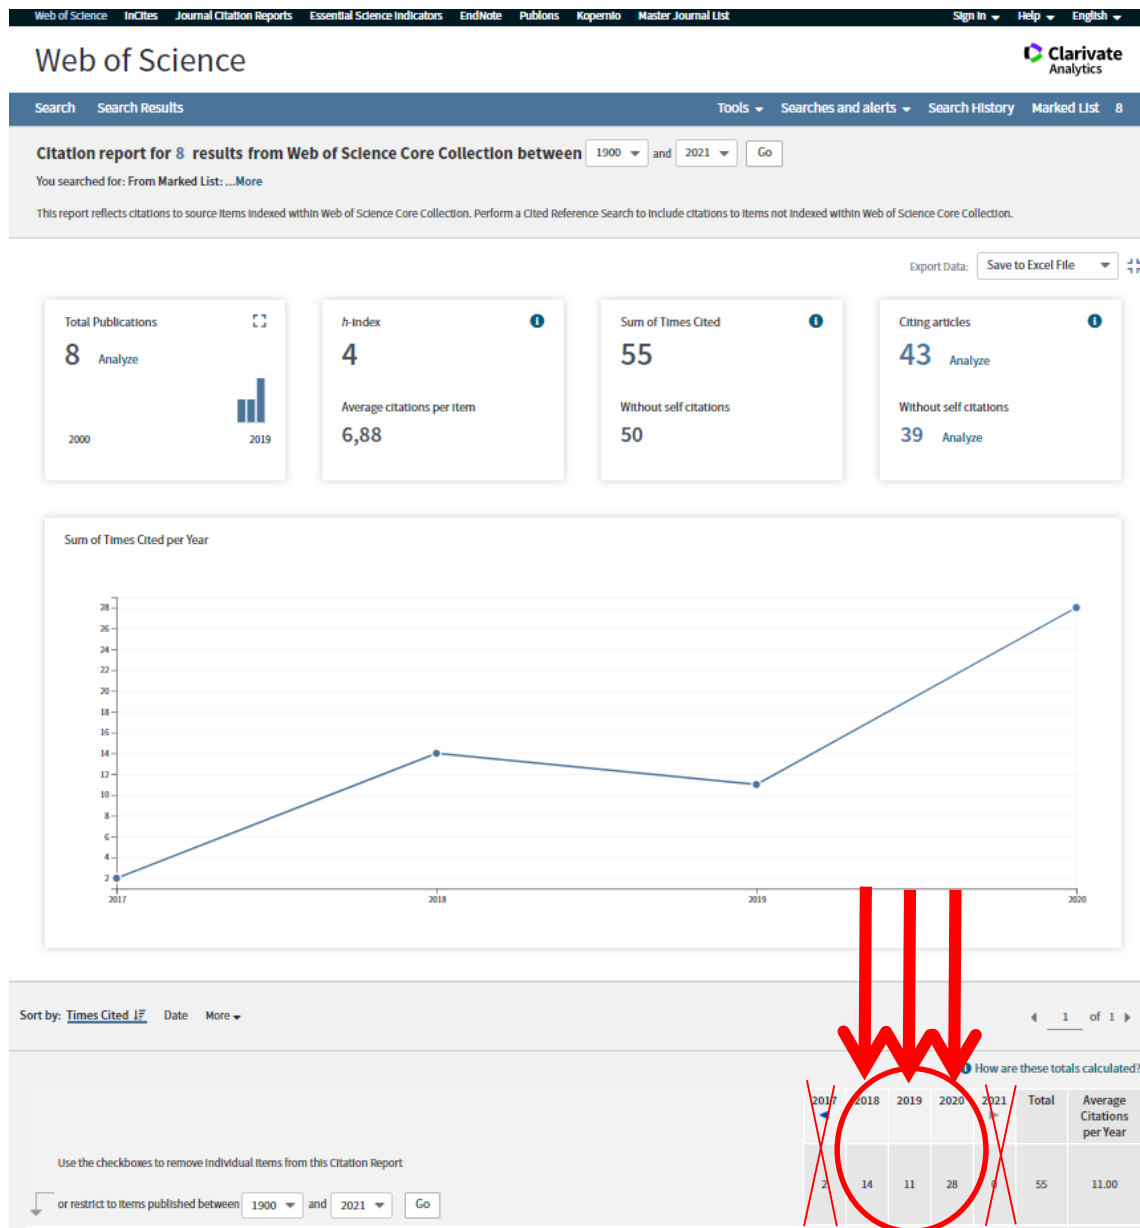 Web of Science InCites Journal Citation Reports Essential Science Indicators EndNote Publons Kopernio Master Journal List Sign In Help English
Web of Science
Clarivate
Analytics
Search Search Results Tools Searches and alerts Search History Marked List 8
Citation report for 8 results from Web of Science Core Collection between 1900 and 2021 Go
You searched for: From Marked List: ...More
This report reflects citations to source items indexed within Web of Science Core Collection. Perform a Cited Reference Search to include citations to items not indexed within Web of Science Core Collection.
Export Data: Save to Excel File
Total Publications
8 Analyze
2000 2019
h-index
4
Average citations per item
6,88
Sum of Times Cited
55
Without self citations
50
Citing articles
43 Analyze
Without self citations
39 Analyze
Sum of Times Cited per Year
28
26
24
22
20
18
16
14
12
10
8
6
4
2
2017 2018 2019 2020
Sort by: Times Cited Date More
1 of 1
How are these totals calculated?
2017 2018 2019 2020 2021 Total Average
Citations
per Year
Use the checkboxes to remove individual items from this Citation Report
2 14 11 28 0 55 11.00
or restrict to items published between 1900 and 2021 Go